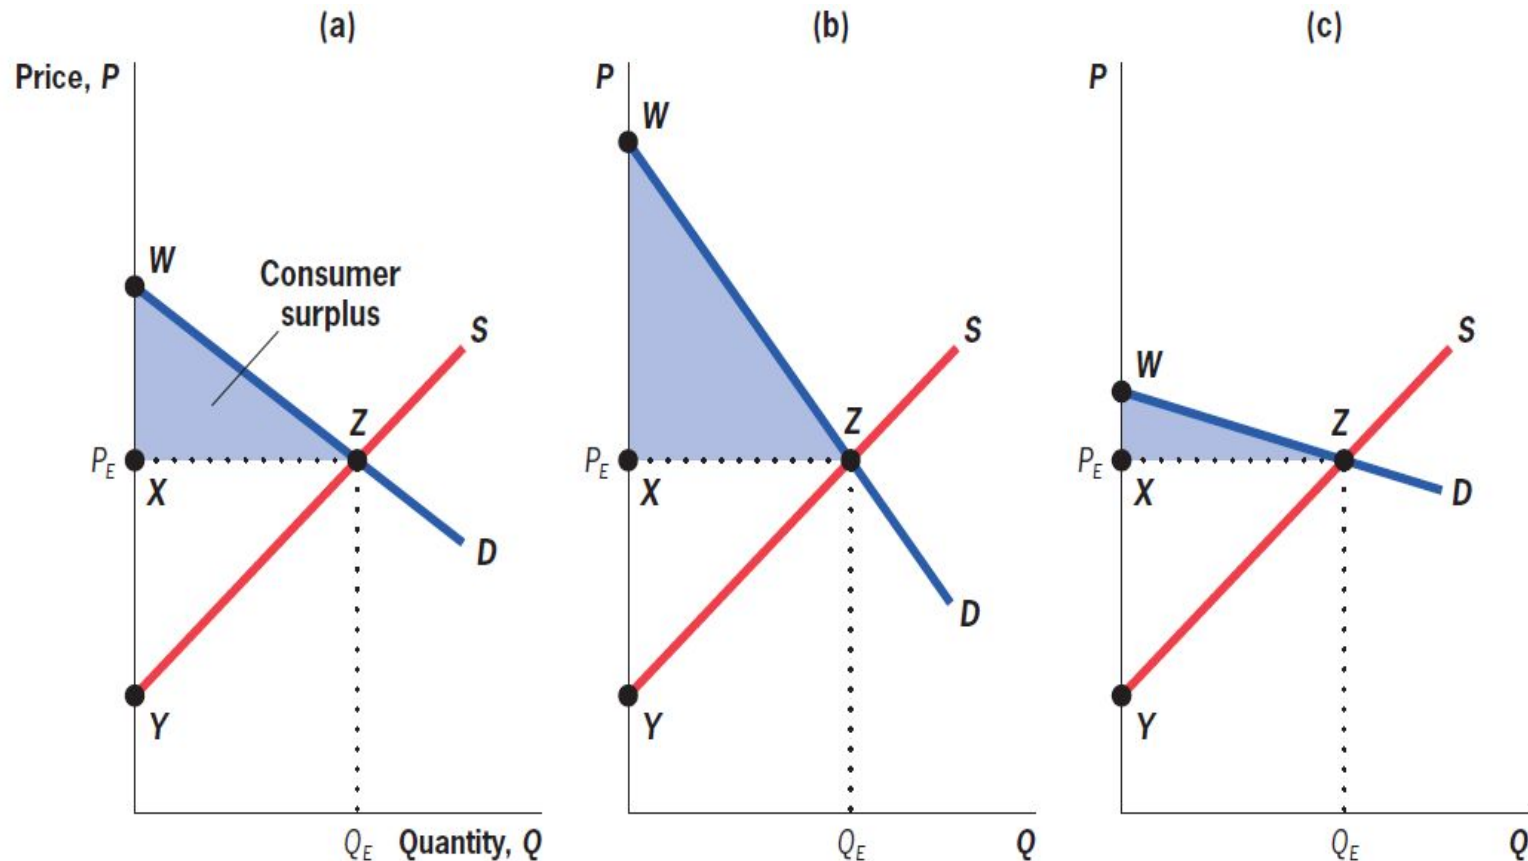 (a)
Price, P
W
Consumer
surplus
S
Z
P_E
X
D
Y
Q_E Quantity, Q
(b)
P
W
S
Z
P_E
X
D
Y
Q_E Q
(c)
P
S
W
Z
P_E
X
D
Y
Q_E Q